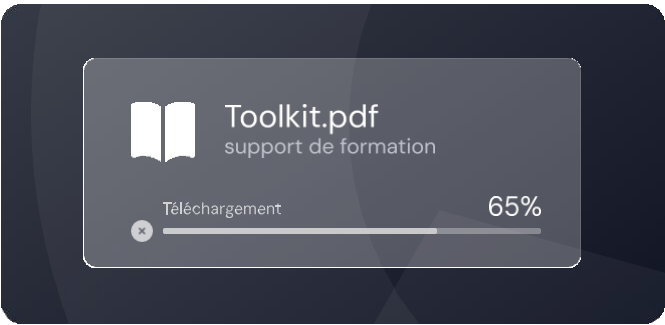 Toolkit.pdf
support de formation
Téléchargement
65%